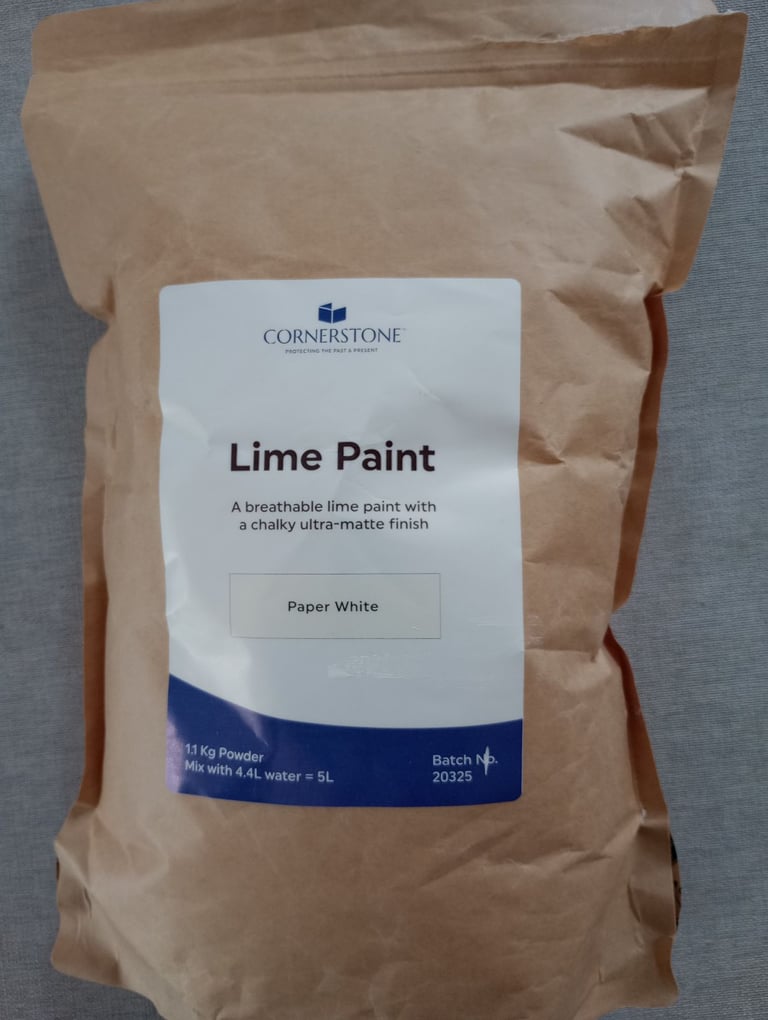 CORNERSTONE™
PROTECTING THE PAST & PRESENT
Lime Paint
A breathable lime paint with
a chalky ultra-matte finish
Paper White
1.1 Kg Powder
Mix with 4.4L water = 5L
Batch No.
20325